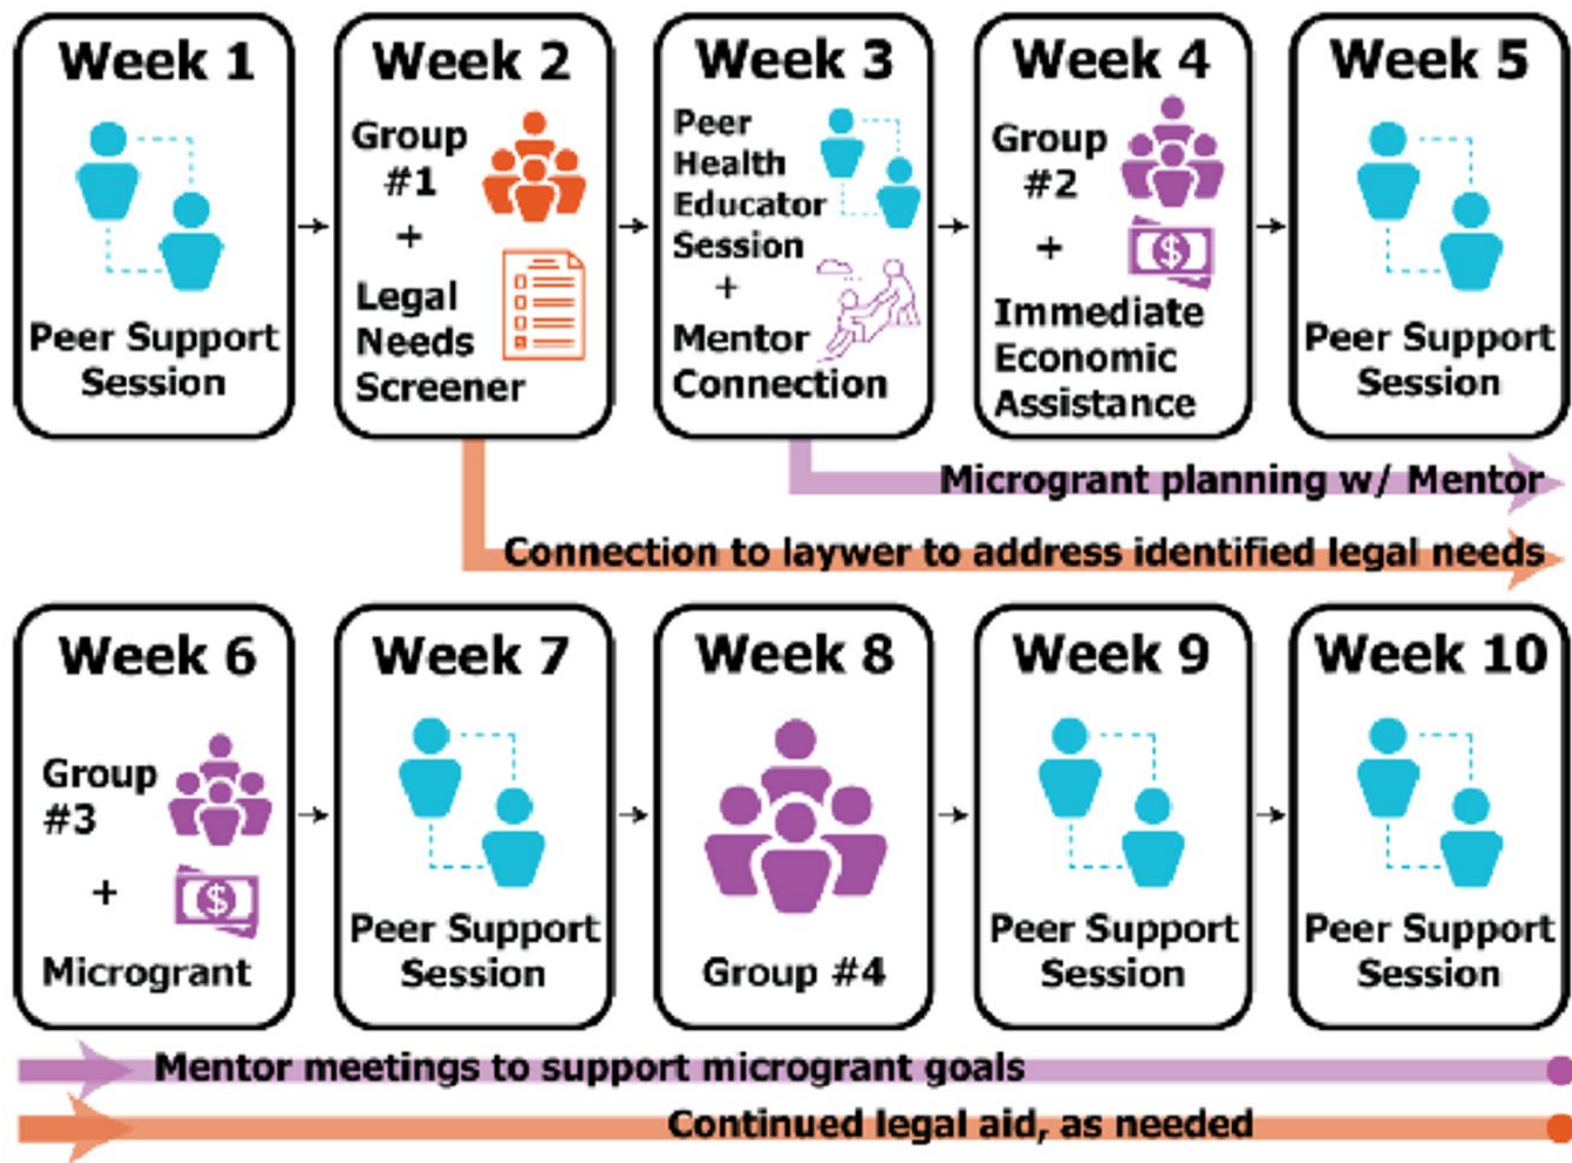 Week 1
Peer Support
Session
Week 2
Group
#1
+
Legal
Needs
Screener
Week 3
Peer
Health
Educator
Session
+
Mentor
Connection
Week 4
Group
#2
+
$
Immediate
Economic
Assistance
Week 5
Peer Support
Session
Microgrant planning w/ Mentor
Connection to laywer to address identified legal needs
Week 6
Group
#3
+
$
Microgrant
Week 7
Peer Support
Session
Week 8
Group #4
Week 9
Peer Support
Session
Week 10
Peer Support
Session
Mentor meetings to support microgrant goals
Continued legal aid, as needed